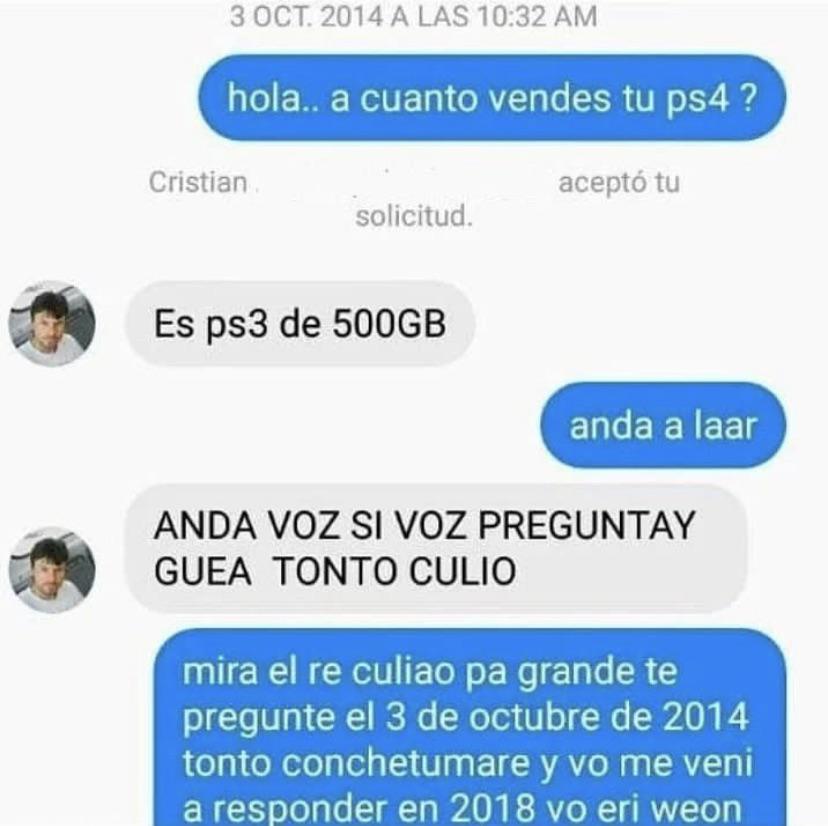 3 OCT. 2014 A LAS 10:32 AM
hola.. a cuanto vendes tu ps4 ?
Cristian aceptó tu
solicitud.
Es ps3 de 500GB
anda a laar
ANDA VOZ SI VOZ PREGUNTAY
GUEA TONTO CULIO
mira el re culiao pa grande te
pregunte el 3 de octubre de 2014
tonto conchetumare y vo me veni
a responder en 2018 vo eri weon